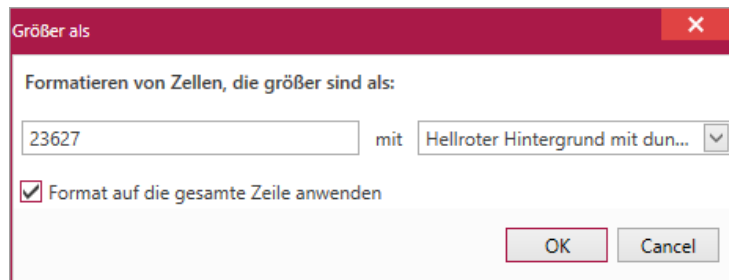 Größer als
Formatieren von Zellen, die größer sind als:
23627 mit Hellroter Hintergrund mit dun...
Format auf die gesamte Zeile anwenden
OK Cancel